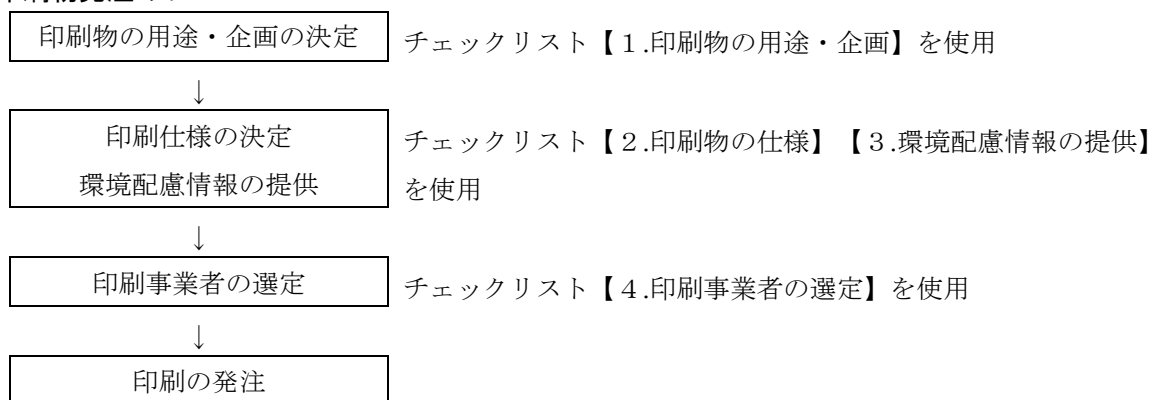 印刷物の用途・企画の決定 チェックリスト【１.印刷物の用途・企画】を使用
↓
印刷仕様の決定 チェックリスト【２.印刷物の仕様】【３.環境配慮情報の提供】
環境配慮情報の提供 を使用
↓
印刷事業者の選定 チェックリスト【４.印刷事業者の選定】を使用
↓
印刷の発注